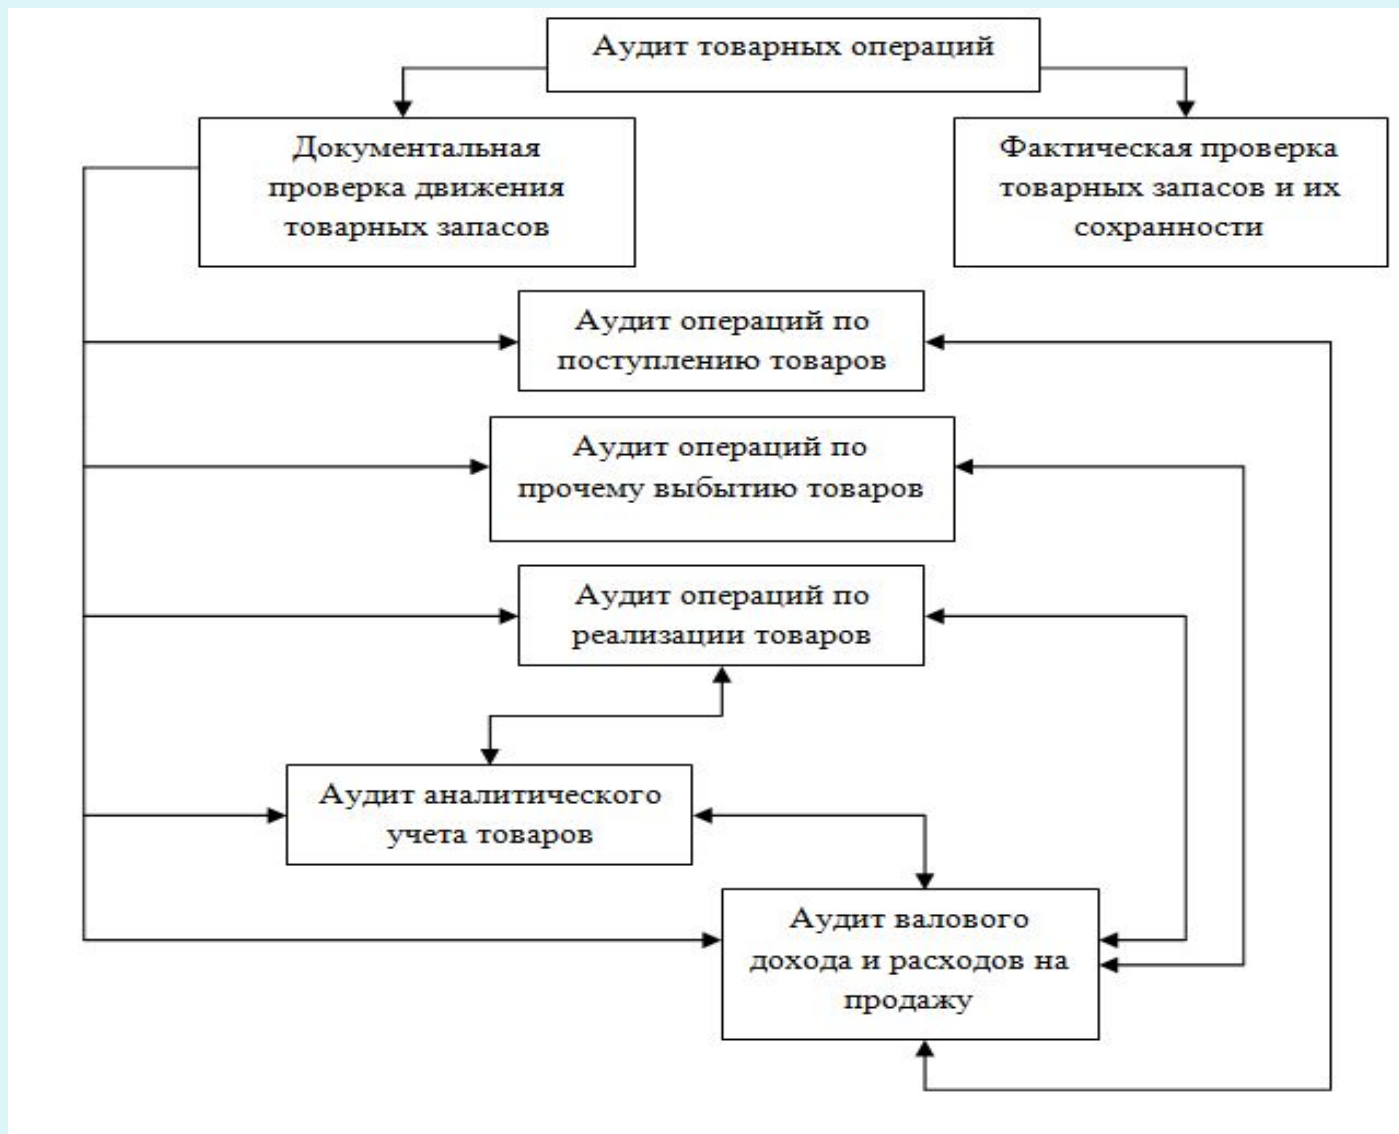 Аудит товарных операций
Документальная
проверка движения
товарных запасов
Фактическая проверка
товарных запасов и их
сохранности
Аудит операций по
поступлению товаров
Аудит операций по
прочему выбытию товаров
Аудит операций по
реализации товаров
Аудит аналитического
учета товаров
Аудит валового
дохода и расходов на
продажу